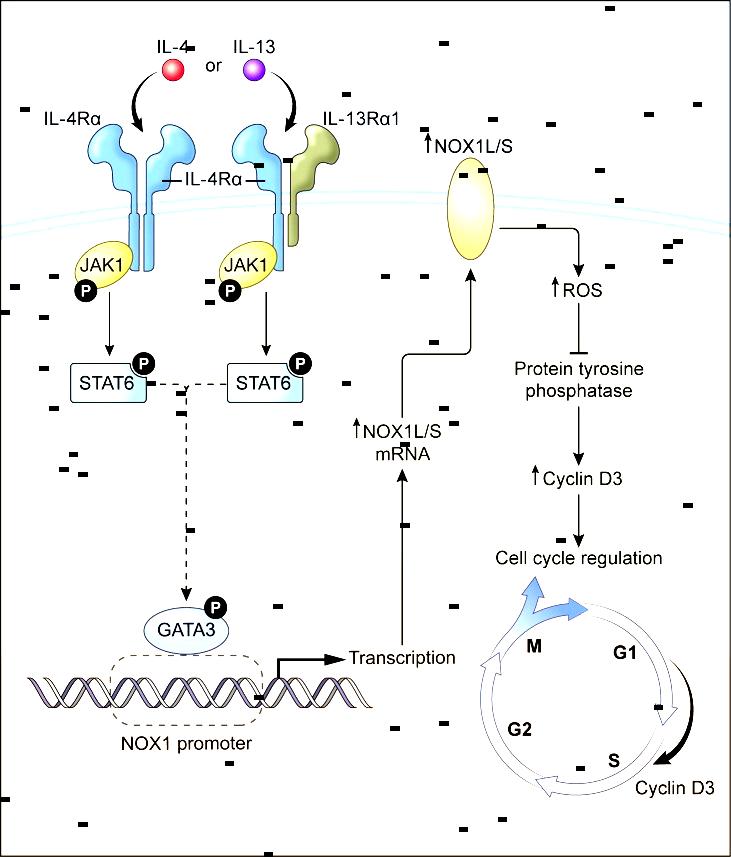 IL-4 or IL-13
IL-4Rα
IL-13Rα1
IL-4Rα
↑NOX1L/S
JAK1
P
JAK1
P
↑ROS
STAT6
P
STAT6
P
Protein tyrosine
phosphatase
↑NOX1L/S
mRNA
↑Cyclin D3
Cell cycle regulation
GATA3
P
Transcription
NOX1 promoter
M
G1
G2
S
Cyclin D3